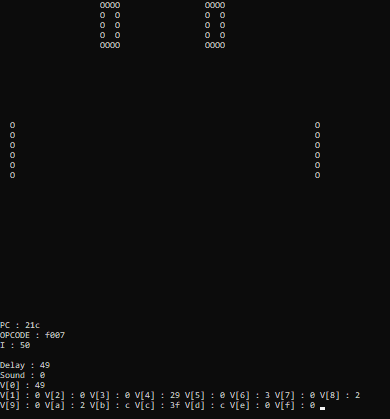 OOOO OOOO
O O O O
O O O O
O O O O
OOOO OOOO
O O
O O
O O
O O
O O
O O
PC : 21c
OPCODE : f007
I : 50
Delay : 49
Sound : 0
V[0] : 49
V[1] : 0 V[2] : 0 V[3] : 0 V[4] : 29 V[5] : 0 V[6] : 3 V[7] : 0 V[8] : 2
V[9] : 0 V[a] : 2 V[b] : c V[c] : 3f V[d] : c V[e] : 0 V[f] : 0